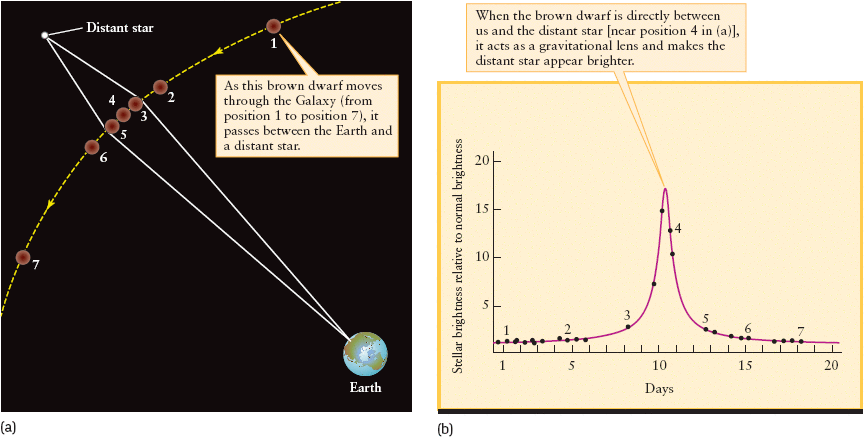 Distant star
1
As this brown dwarf moves
through the Galaxy (from
position 1 to position 7), it
passes between the Earth and
a distant star.
2
4
3
5
6
7
Earth
(a)
When the brown dwarf is directly between
us and the distant star [near position 4 in (a)],
it acts as a gravitational lens and makes the
distant star appear brighter.
Stellar brightness relative to normal brightness
20
15
10
5
1
2
3
4
5
6
7
1 5 10 15 20
Days
(b)